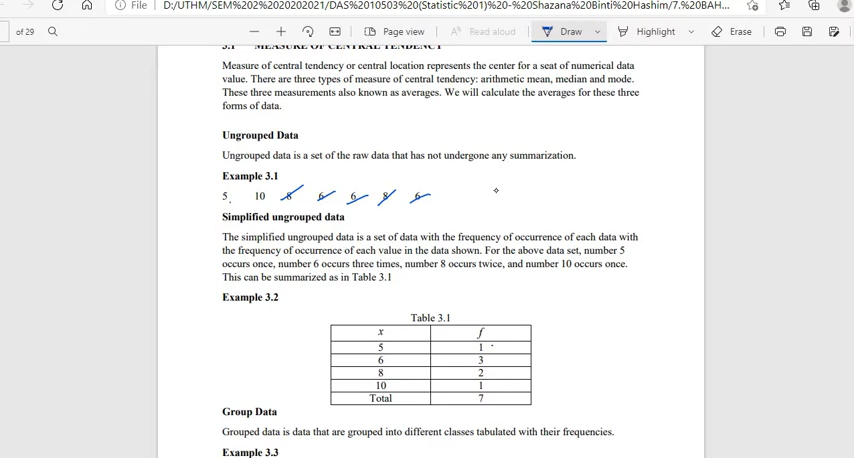 File D:/UTHM/SEM%202%2020202021/DAS%2010503%20(Statistic%201)%20-%20Shazana%20Binti%20Hashim/7.%20BAH...
of 29 Page view Read aloud Draw Highlight Erase
3.1 MEASURE OF CENTRAL TENDENCY
Measure of central tendency or central location represents the center for a seat of numerical data
value. There are three types of measure of central tendency: arithmetic mean, median and mode.
These three measurements also known as averages. We will calculate the averages for these three
forms of data.
Ungrouped Data
Ungrouped data is a set of the raw data that has not undergone any summarization.
Example 3.1
5 10 8 6 6 8 6
Simplified ungrouped data
The simplified ungrouped data is a set of data with the frequency of occurrence of each data with
the frequency of occurrence of each value in the data shown. For the above data set, number 5
occurs once, number 6 occurs three times, number 8 occurs twice, and number 10 occurs once.
This can be summarized as in Table 3.1
Example 3.2
Table 3.1
x f
5 1
6 3
8 2
10 1
Total 7
Group Data
Grouped data is data that are grouped into different classes tabulated with their frequencies.
Example 3.3